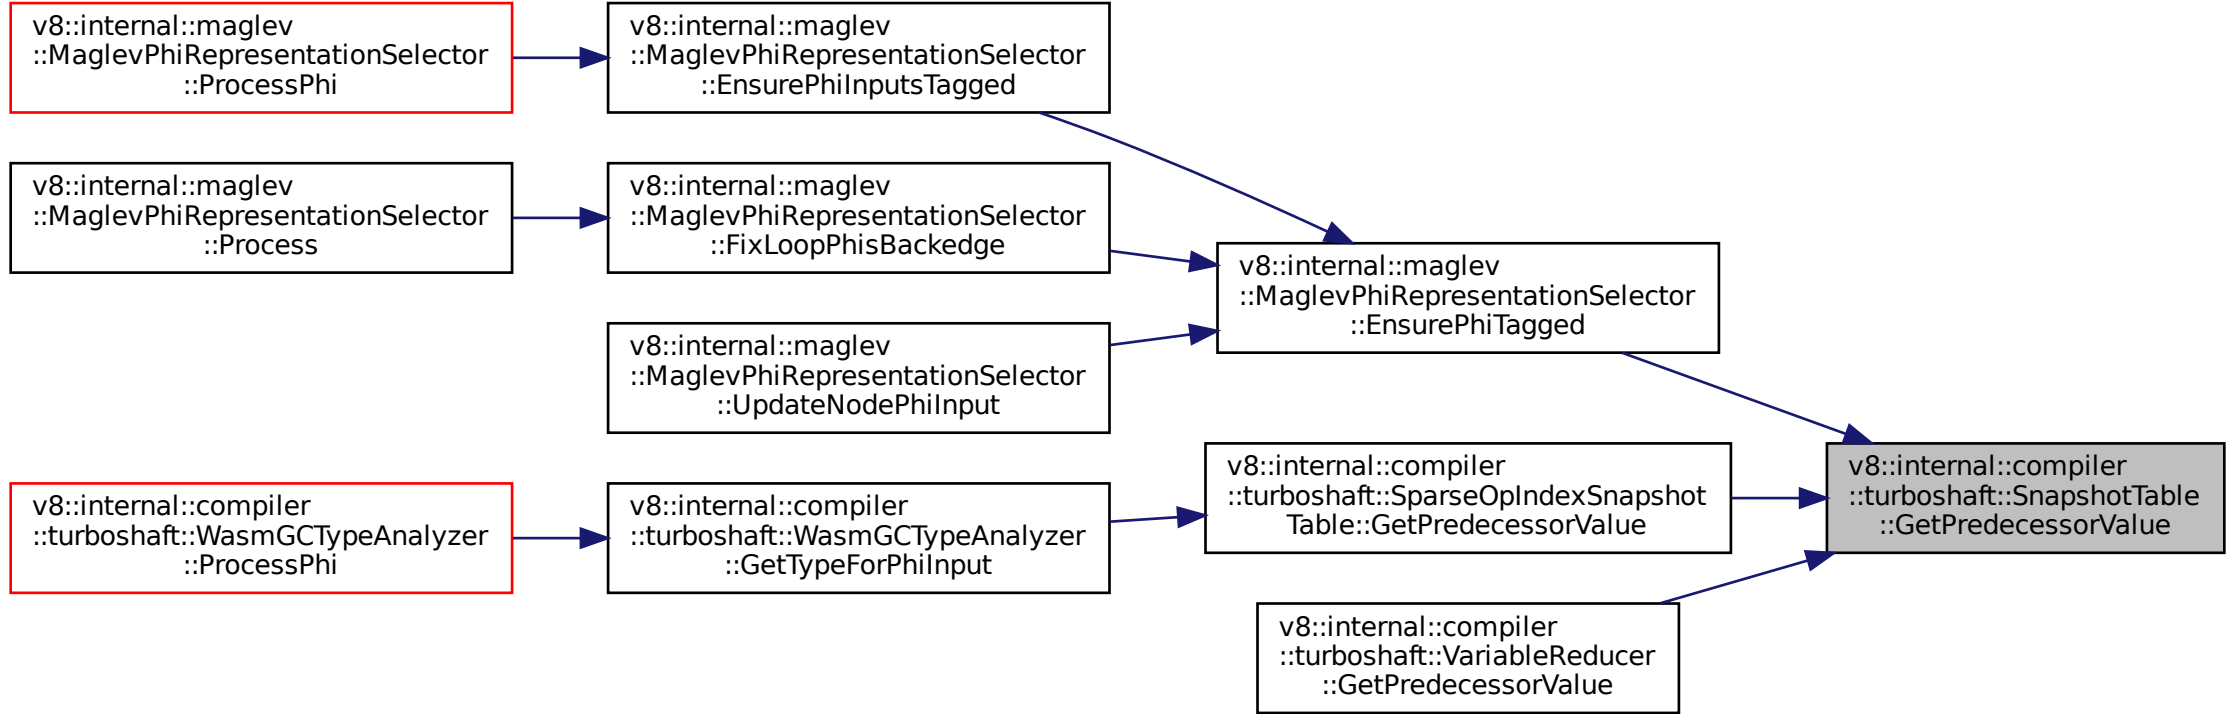 v8::internal::maglev
::MaglevPhiRepresentationSelector
::ProcessPhi
v8::internal::maglev
::MaglevPhiRepresentationSelector
::EnsurePhiInputsTagged
v8::internal::maglev
::MaglevPhiRepresentationSelector
::Process
v8::internal::maglev
::MaglevPhiRepresentationSelector
::FixLoopPhisBackedge
v8::internal::maglev
::MaglevPhiRepresentationSelector
::EnsurePhiTagged
v8::internal::maglev
::MaglevPhiRepresentationSelector
::UpdateNodePhiInput
v8::internal::compiler
::turboshaft::WasmGCTypeAnalyzer
::ProcessPhi
v8::internal::compiler
::turboshaft::WasmGCTypeAnalyzer
::GetTypeForPhiInput
v8::internal::compiler
::turboshaft::SparseOpIndexSnapshot
Table::GetPredecessorValue
v8::internal::compiler
::turboshaft::SnapshotTable
::GetPredecessorValue
v8::internal::compiler
::turboshaft::VariableReducer
::GetPredecessorValue